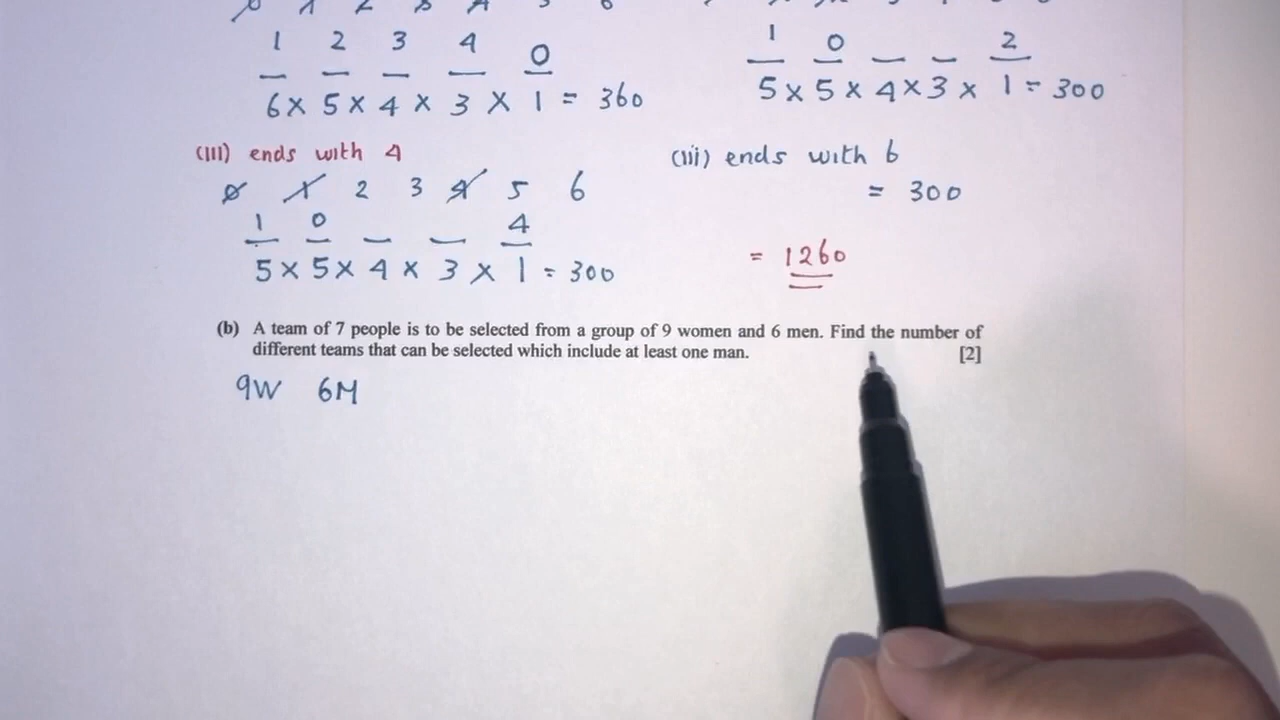 1 2 3 4 0
6 × 5 × 4 × 3 × 1 = 360
1 0 _ _ 2
5 × 5 × 4 × 3 × 1 = 300
(III) ends with 4
0 1 2 3 4 5 6
1 0 _ _ 4
5 × 5 × 4 × 3 × 1 = 300
(iii) ends with 6
= 300
= 1260
(b) A team of 7 people is to be selected from a group of 9 women and 6 men. Find the number of
different teams that can be selected which include at least one man. [2]
9W 6M